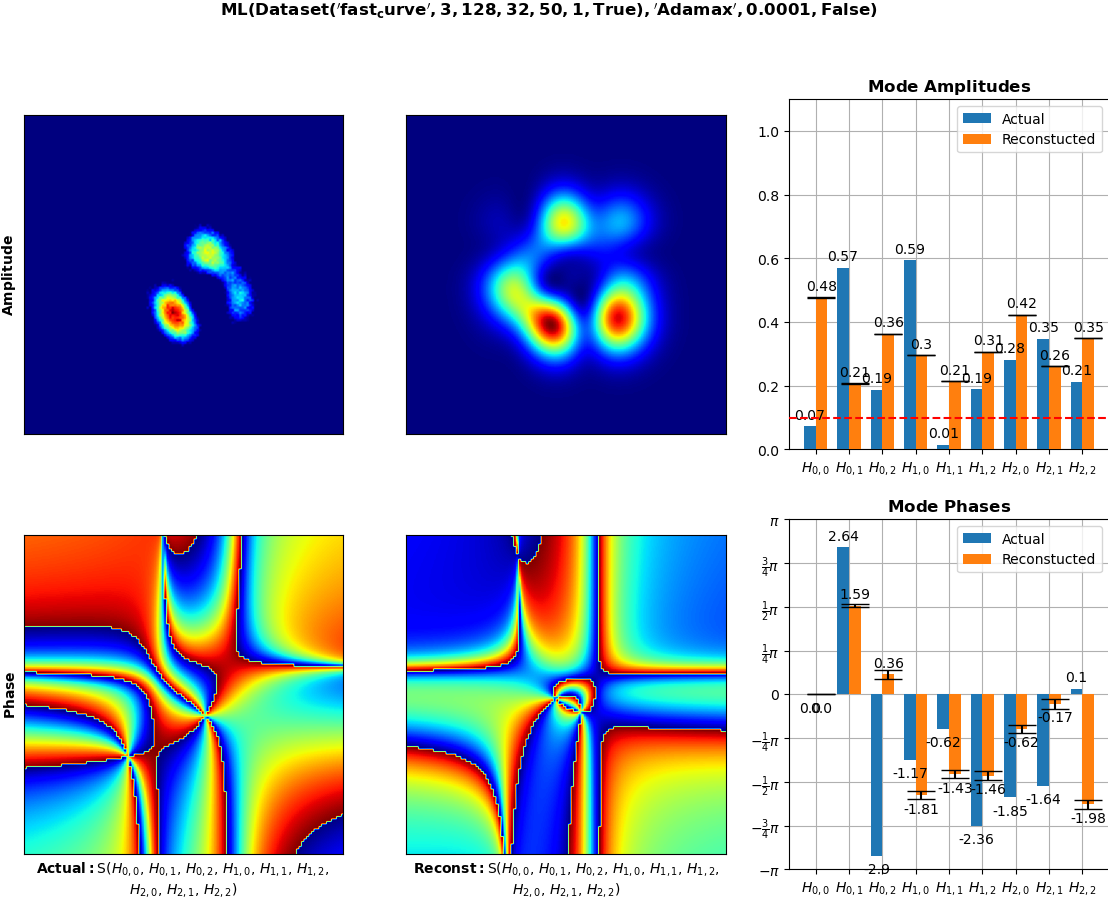 ML(Dataset(′fast_curve′, 3, 128, 32, 50, 1, True), ′Adamax′, 0.0001, False)
Amplitude
Mode Amplitudes
Actual
Reconstucted
1.0
0.8
0.6
0.4
0.2
0.0
0.07
0.48
0.57
0.21
0.19
0.36
0.59
0.3
0.01
0.21
0.19
0.31
0.28
0.42
0.35
0.26
0.21
0.35
H0,0 H0,1 H0,2 H1,0 H1,1 H1,2 H2,0 H2,1 H2,2
Phase
Actual: S(H0,0, H0,1, H0,2, H1,0, H1,1, H1,2,
H2,0, H2,1, H2,2)
Reconst: S(H0,0, H0,1, H0,2, H1,0, H1,1, H1,2,
H2,0, H2,1, H2,2)
Mode Phases
Actual
Reconstucted
π
3/4π
1/2π
1/4π
0
−1/4π
−1/2π
−3/4π
−π
0.0
0.0
2.64
1.59
-2.9
0.36
-1.17
-1.81
-0.62
-1.43
-2.36
-1.46
-1.85
-0.62
-1.64
-0.17
0.1
-1.98
H0,0 H0,1 H0,2 H1,0 H1,1 H1,2 H2,0 H2,1 H2,2